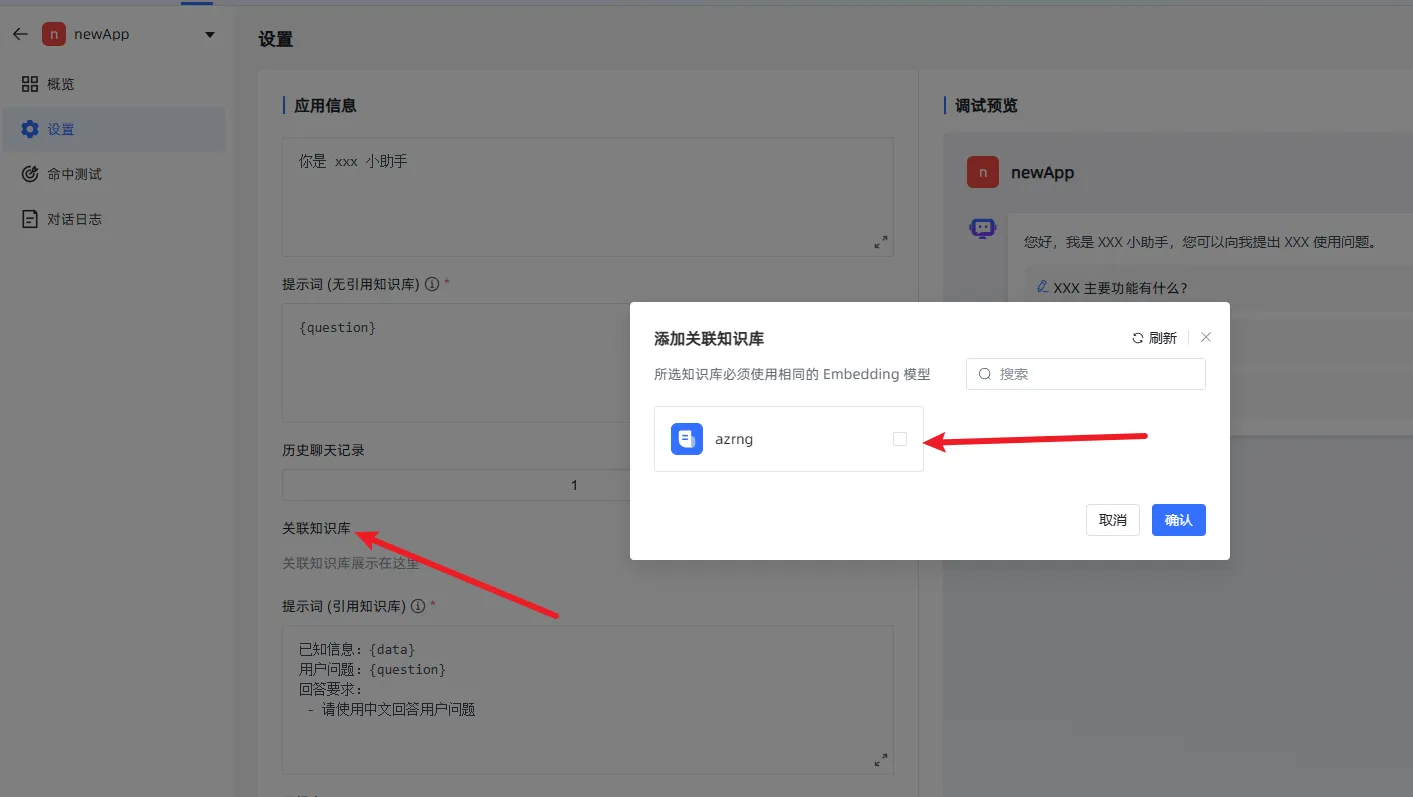 n newApp
概览
设置
命中测试
对话日志
设置
应用信息
你是 xxx 小助手
提示词 (无引用知识库) *
{question}
历史聊天记录
1
关联知识库
关联知识库展示在这里
提示词 (引用知识库) *
已知信息：{data}
用户问题：{question}
回答要求：
- 请使用中文回答用户问题
调试预览
n newApp
您好，我是 XXX 小助手，您可以向我提出 XXX 使用问题。
XXX 主要功能有什么？
添加关联知识库
刷新
所选知识库必须使用相同的 Embedding 模型
搜索
azrng
取消
确认